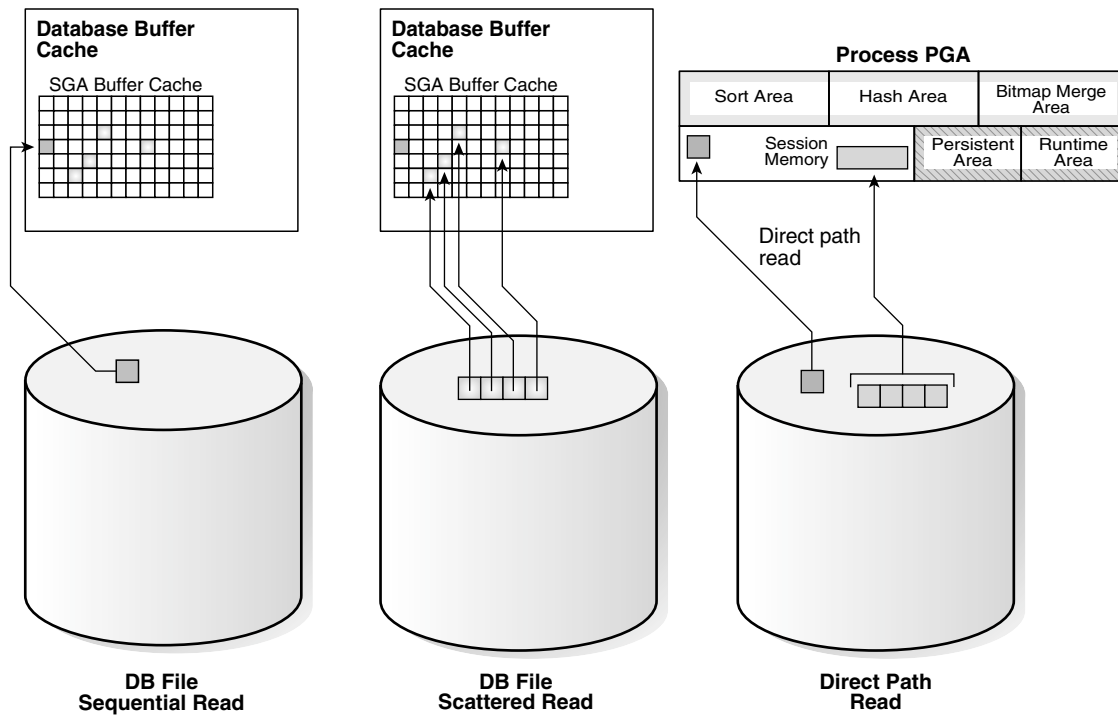 Database Buffer
Cache
SGA Buffer Cache
DB File
Sequential Read
Database Buffer
Cache
SGA Buffer Cache
DB File
Scattered Read
Process PGA
Sort Area
Hash Area
Bitmap Merge
Area
Session
Memory
Persistent
Area
Runtime
Area
Direct path
read
Direct Path
Read